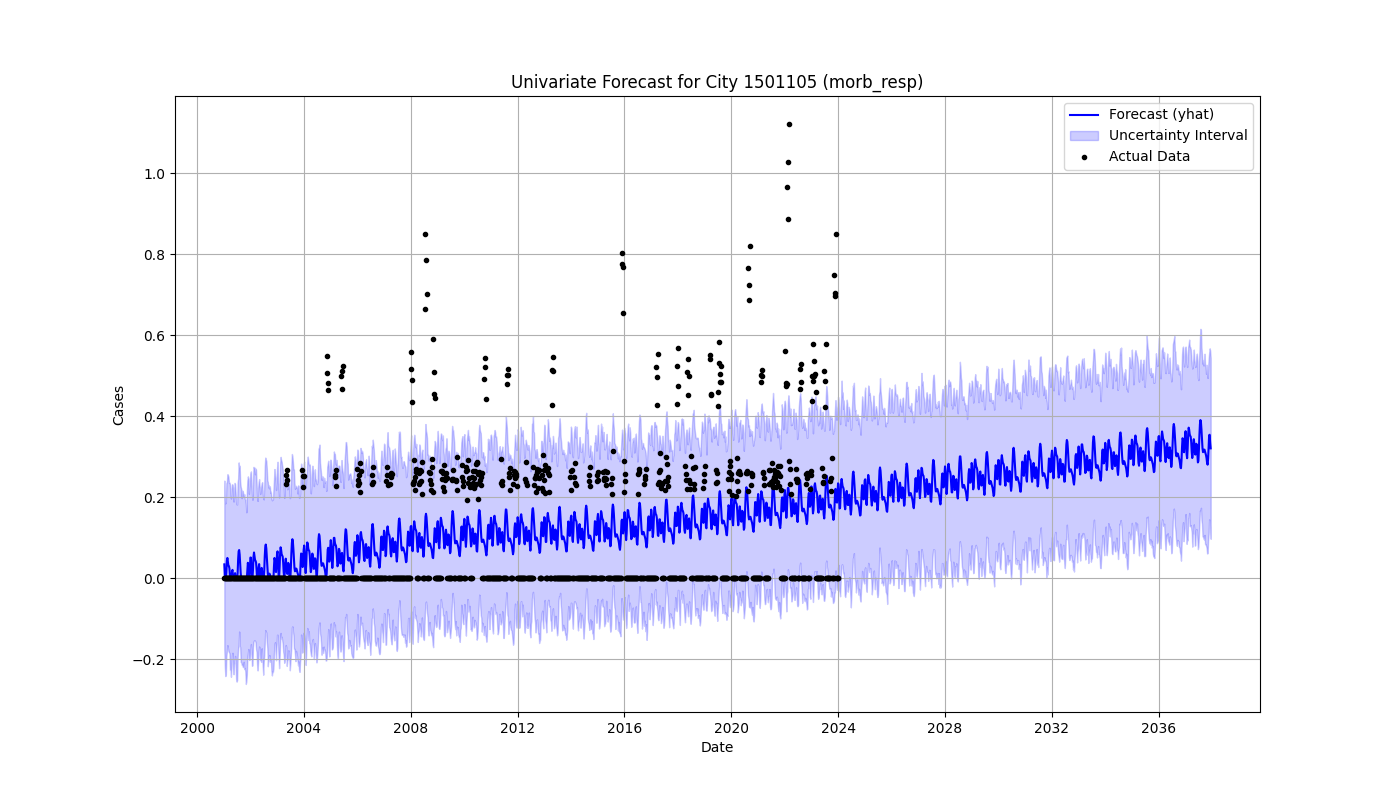 Univariate Forecast for City 1501105 (morb_resp)
Forecast (yhat)
Uncertainty Interval
Actual Data
Cases
1.0
0.8
0.6
0.4
0.2
0.0
−0.2
2000 2004 2008 2012 2016 2020 2024 2028 2032 2036
Date